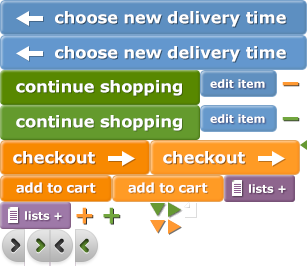 choose new delivery time
choose new delivery time
continue shopping
edit item
continue shopping
edit item
checkout
checkout
add to cart
add to cart
lists +
lists +